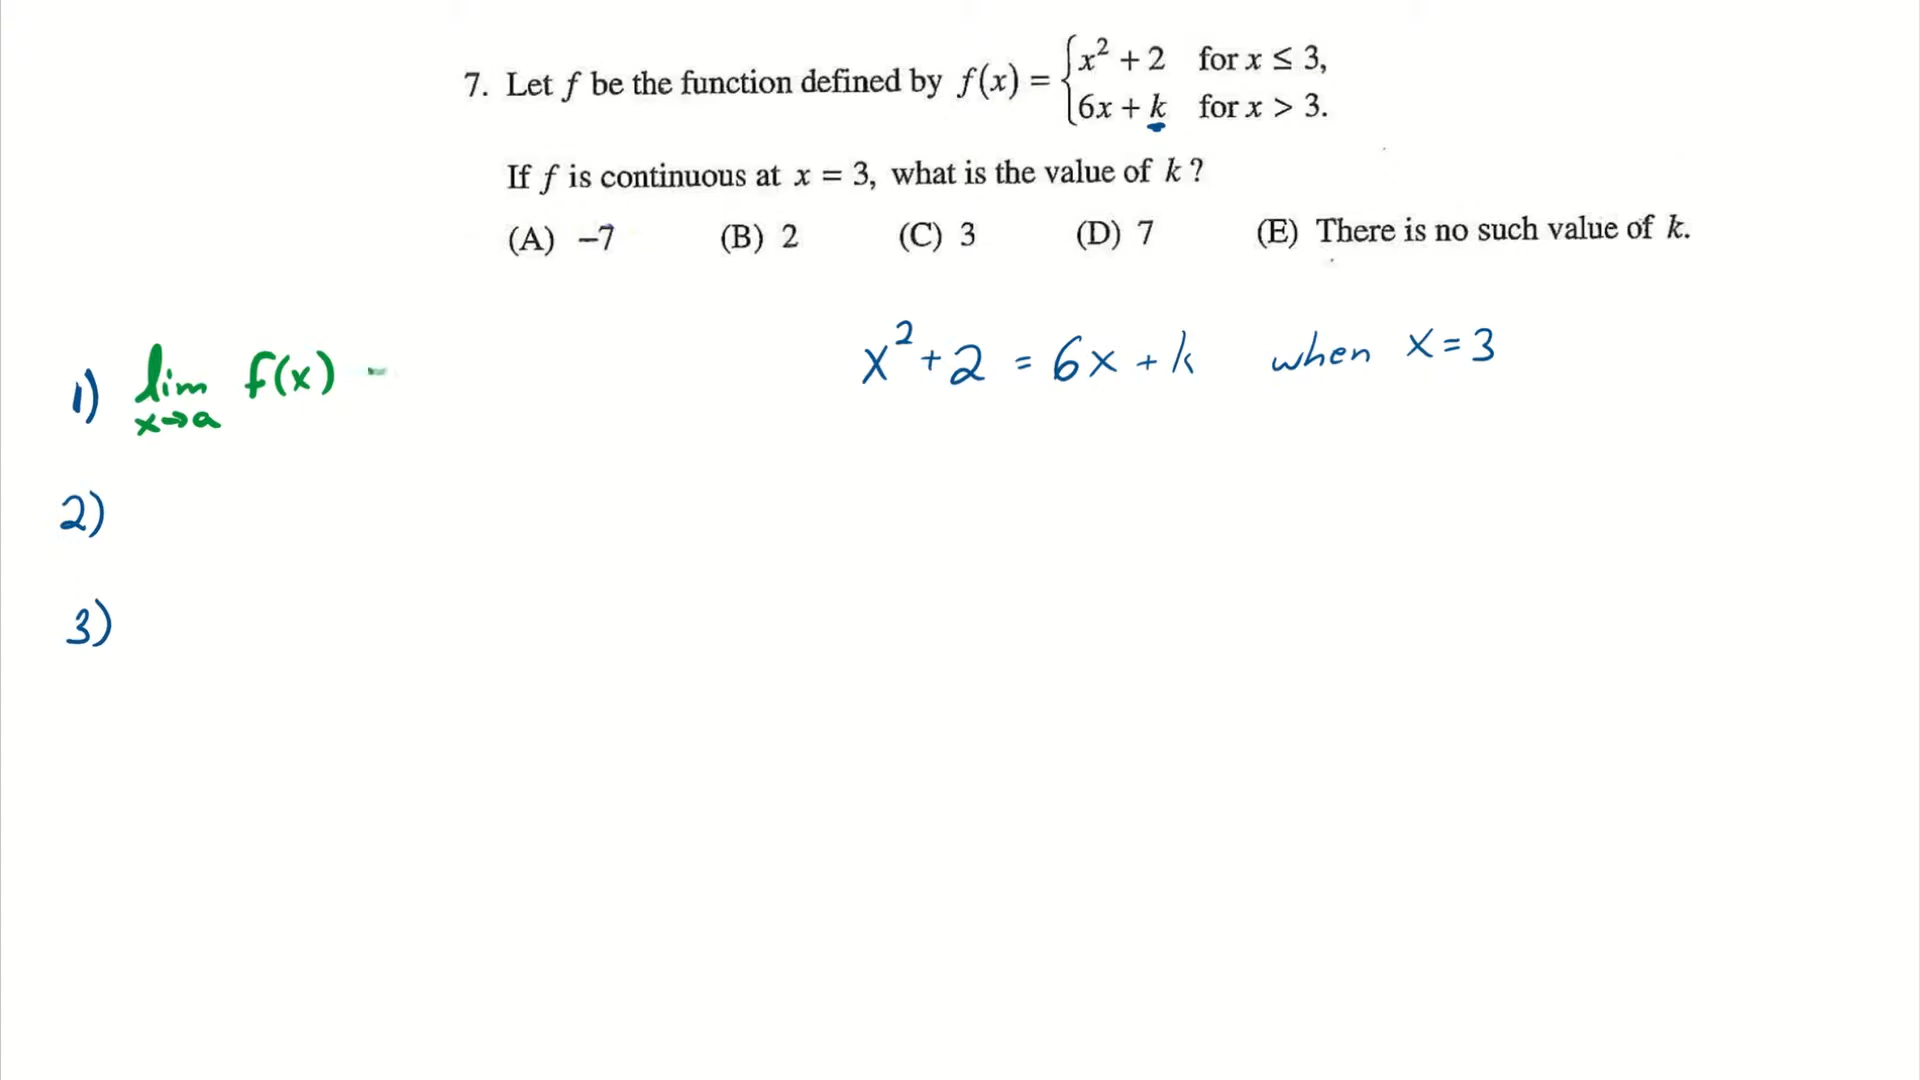 7. Let f be the function defined by f(x) = { x² + 2 for x ≤ 3,
6x + k for x > 3.
If f is continuous at x = 3, what is the value of k ?
(A) −7 (B) 2 (C) 3 (D) 7 (E) There is no such value of k.
x² + 2 = 6x + k when x = 3
1) lim x→a f(x) -
2)
3)